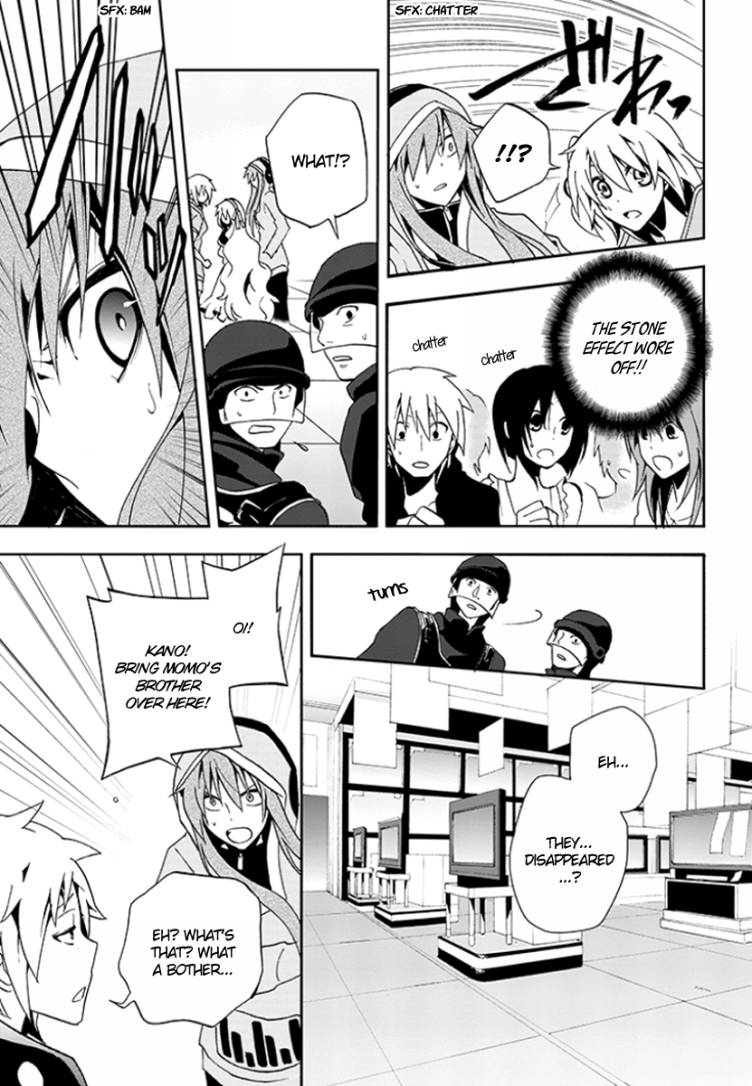 SFX: CHATTER
ざわっ
!!?
THE STONE
EFFECT WORE
OFF!!
chatter
chatter
WHAT!?
SFX: BAM
turns
EH...
THEY...
DISAPPEARED
...?
OI!
KANO!
BRING MOMO'S
BROTHER
OVER HERE!
EH? WHAT'S
THAT? WHAT
A BOTHER...